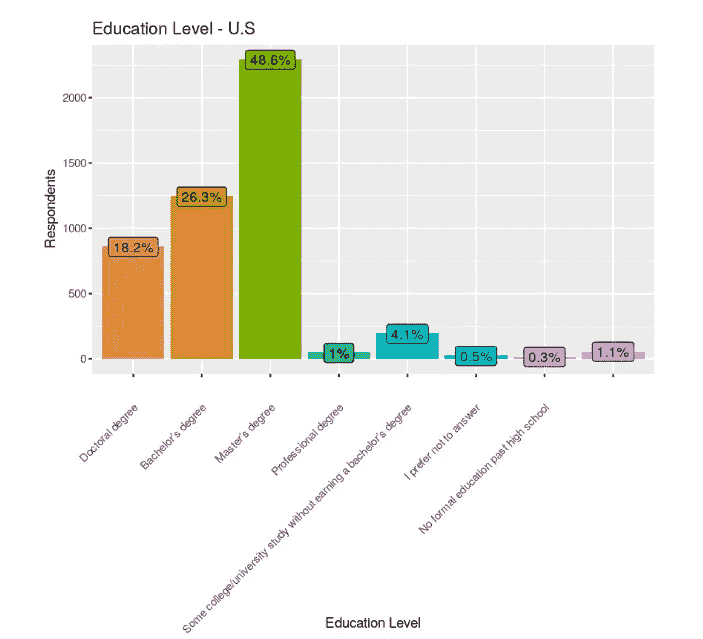 Education Level - U.S
48.6%
2000
1500
26.3%
Respondents
1000
18.2%
500
4.1%
1%
0.5%
0.3%
1.1%
0
Doctoral degree
Bachelor's degree
Master's degree
Professional degree
Some college/university study without earning a bachelor's degree
I prefer not to answer
No formal education past high school
Education Level